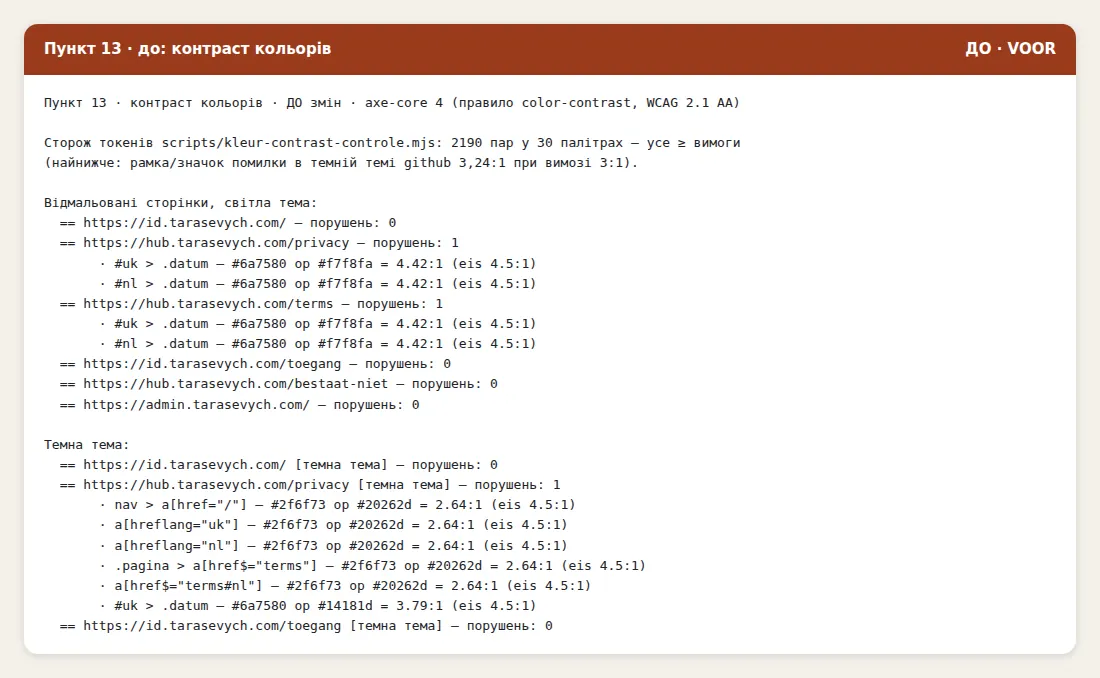 Пункт 13 · до: контраст кольорів
ДО · VOOR
Пункт 13 · контраст кольорів · ДО змін · axe-core 4 (правило color-contrast, WCAG 2.1 AA)
Сторож токенів scripts/kleur-contrast-controle.mjs: 2190 пар у 30 палітрах — усе ≥ вимоги
(найнижче: рамка/значок помилки в темній темі github 3,24:1 при вимозі 3:1).
Відмальовані сторінки, світла тема:
== https://id.tarasevych.com/ — порушень: 0
== https://hub.tarasevych.com/privacy — порушень: 1
· #uk > .datum — #6a7580 op #f7f8fa = 4.42:1 (eis 4.5:1)
· #nl > .datum — #6a7580 op #f7f8fa = 4.42:1 (eis 4.5:1)
== https://hub.tarasevych.com/terms — порушень: 1
· #uk > .datum — #6a7580 op #f7f8fa = 4.42:1 (eis 4.5:1)
· #nl > .datum — #6a7580 op #f7f8fa = 4.42:1 (eis 4.5:1)
== https://id.tarasevych.com/toegang — порушень: 0
== https://hub.tarasevych.com/bestaat-niet — порушень: 0
== https://admin.tarasevych.com/ — порушень: 0
Темна тема:
== https://id.tarasevych.com/ [темна тема] — порушень: 0
== https://hub.tarasevych.com/privacy [темна тема] — порушень: 1
· nav > a[href="/"] — #2f6f73 op #20262d = 2.64:1 (eis 4.5:1)
· a[hreflang="uk"] — #2f6f73 op #20262d = 2.64:1 (eis 4.5:1)
· a[hreflang="nl"] — #2f6f73 op #20262d = 2.64:1 (eis 4.5:1)
· .pagina > a[href$="terms"] — #2f6f73 op #20262d = 2.64:1 (eis 4.5:1)
· a[href$="terms#nl"] — #2f6f73 op #20262d = 2.64:1 (eis 4.5:1)
· #uk > .datum — #6a7580 op #14181d = 3.79:1 (eis 4.5:1)
== https://id.tarasevych.com/toegang [темна тема] — порушень: 0